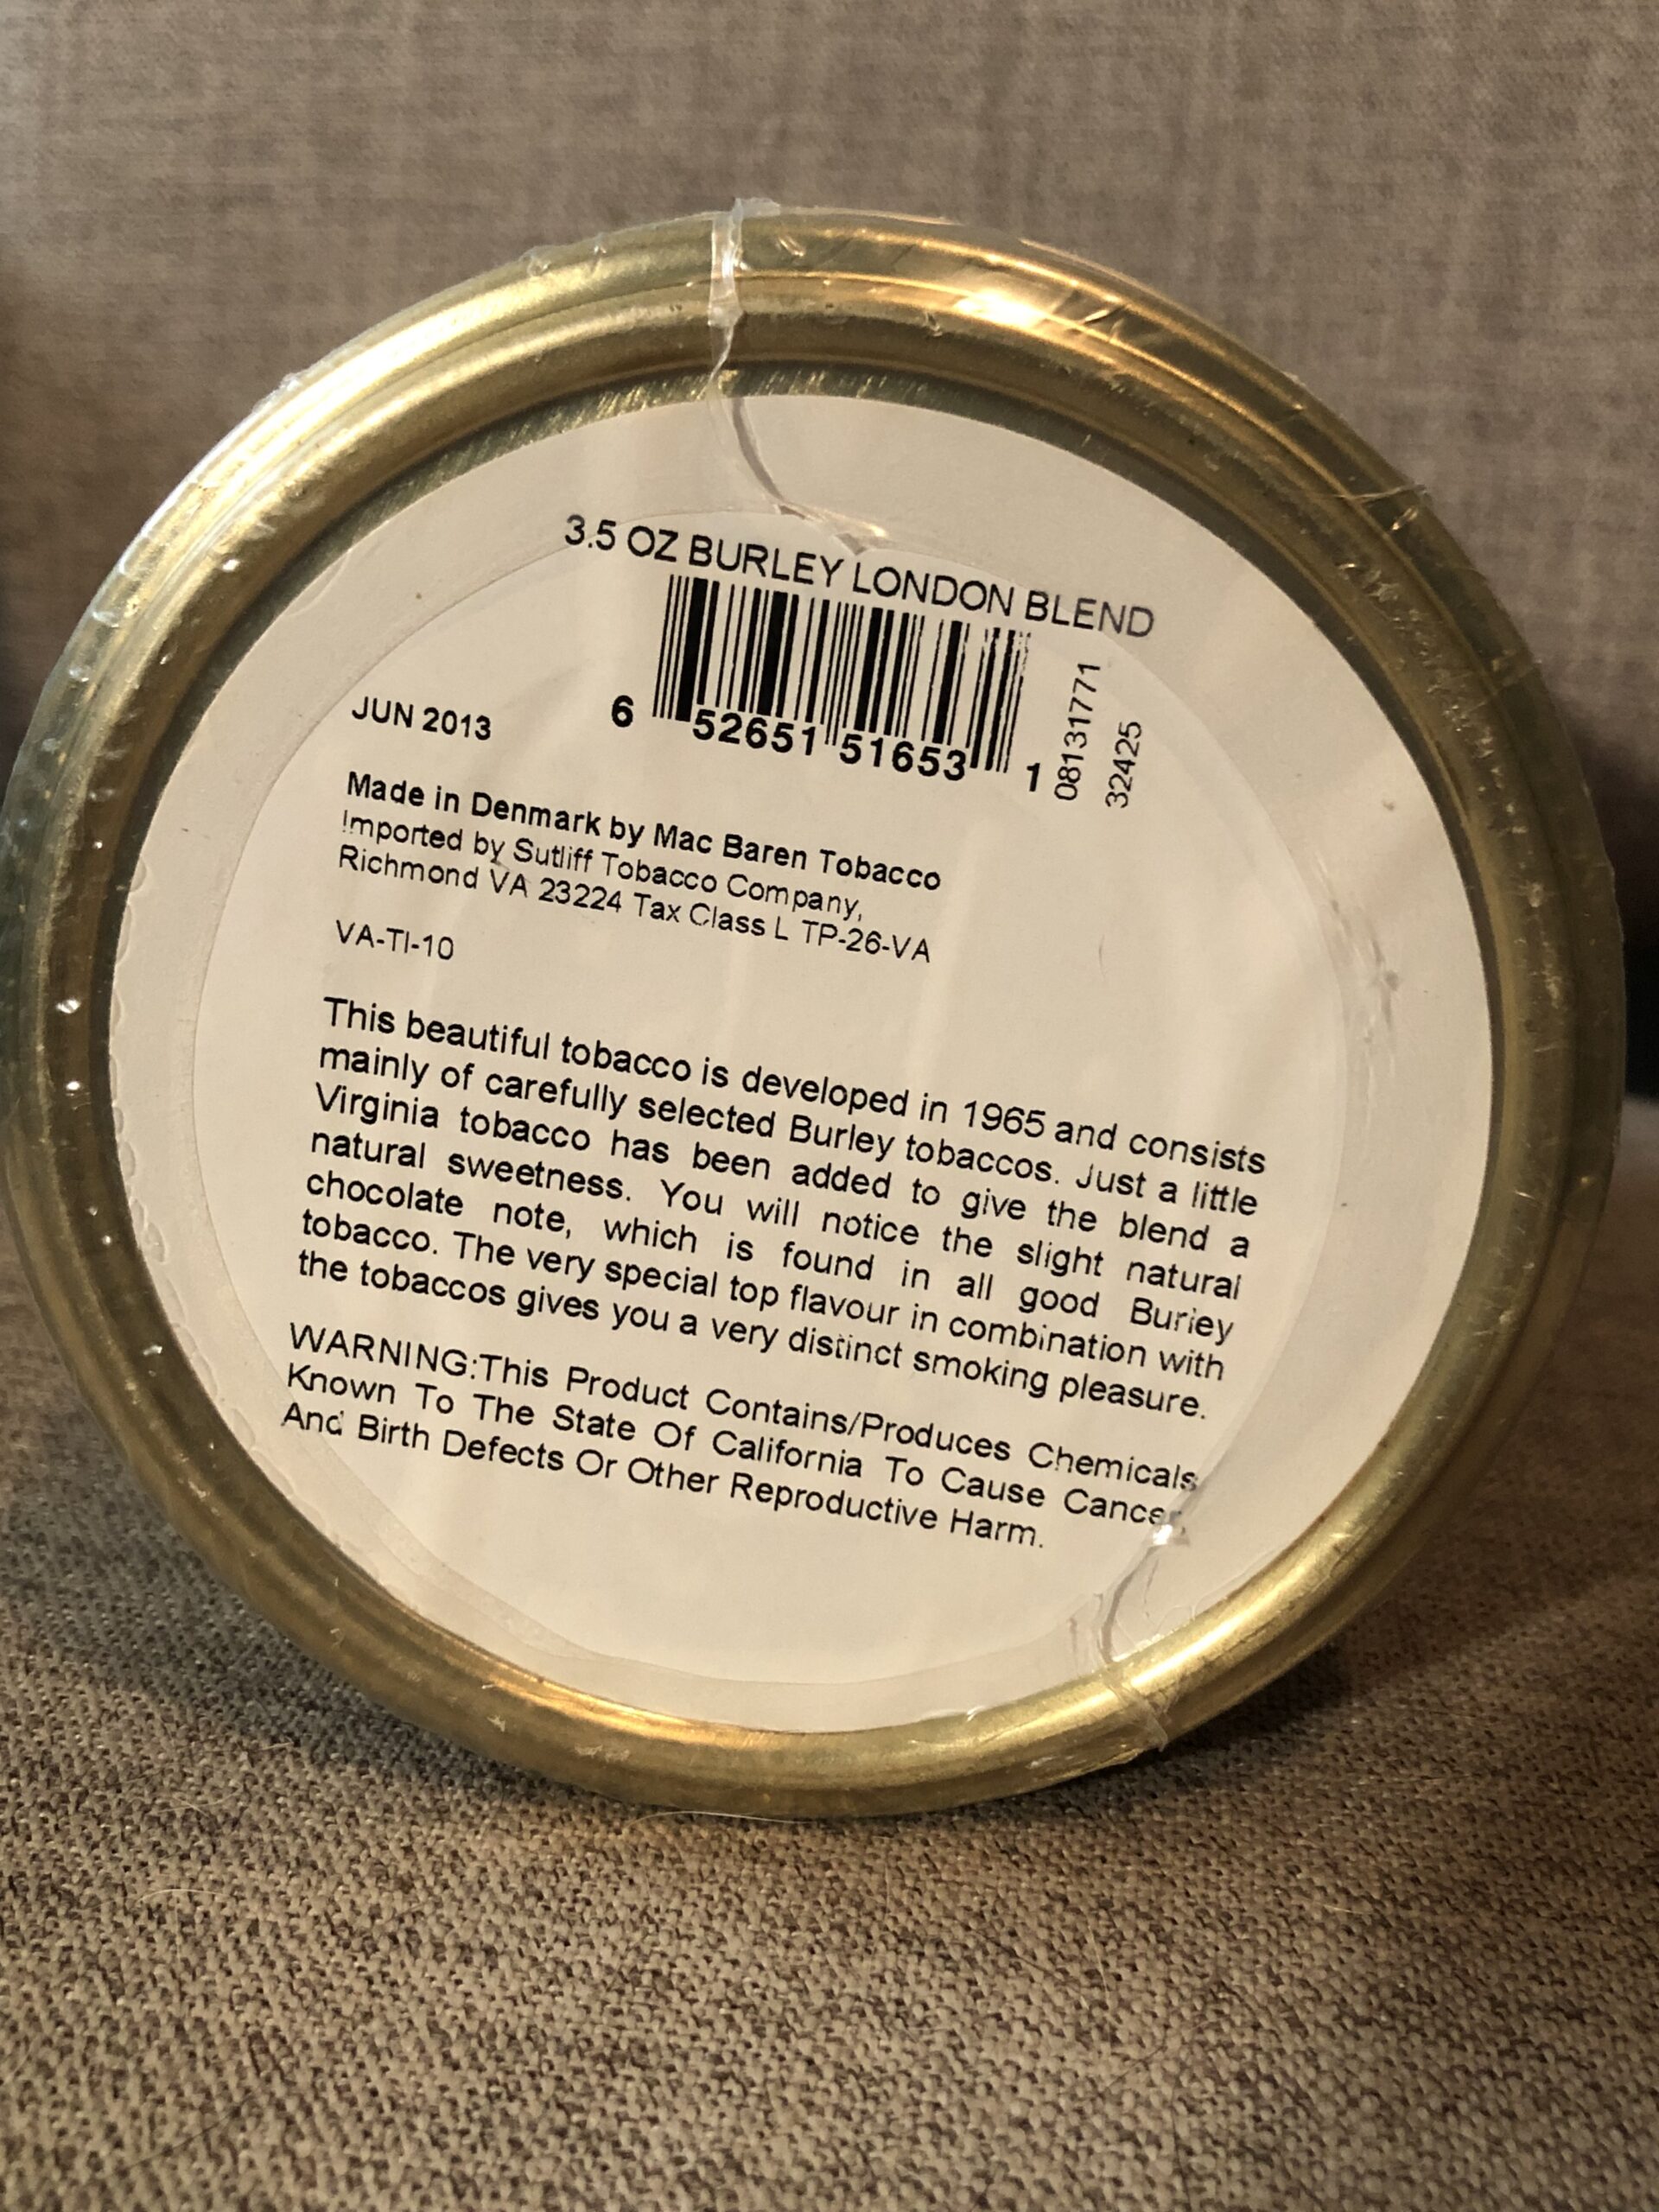 3.5 OZ BURLEY LONDON BLEND
6 52651 51653 1
08131771
32425
JUN 2013
Made in Denmark by Mac Baren Tobacco
Imported by Sutliff Tobacco Company,
Richmond VA 23224 Tax Class L TP-26-VA
VA-TI-10
This beautiful tobacco is developed in 1965 and consists
mainly of carefully selected Burley tobaccos. Just a little
Virginia tobacco has been added to give the blend a
natural sweetness. You will notice the slight natural
chocolate note, which is found in all good Burley
tobacco. The very special top flavour in combination with
the tobaccos gives you a very distinct smoking pleasure.
WARNING:This Product Contains/Produces Chemicals
Known To The State Of California To Cause Cancer,
And Birth Defects Or Other Reproductive Harm.